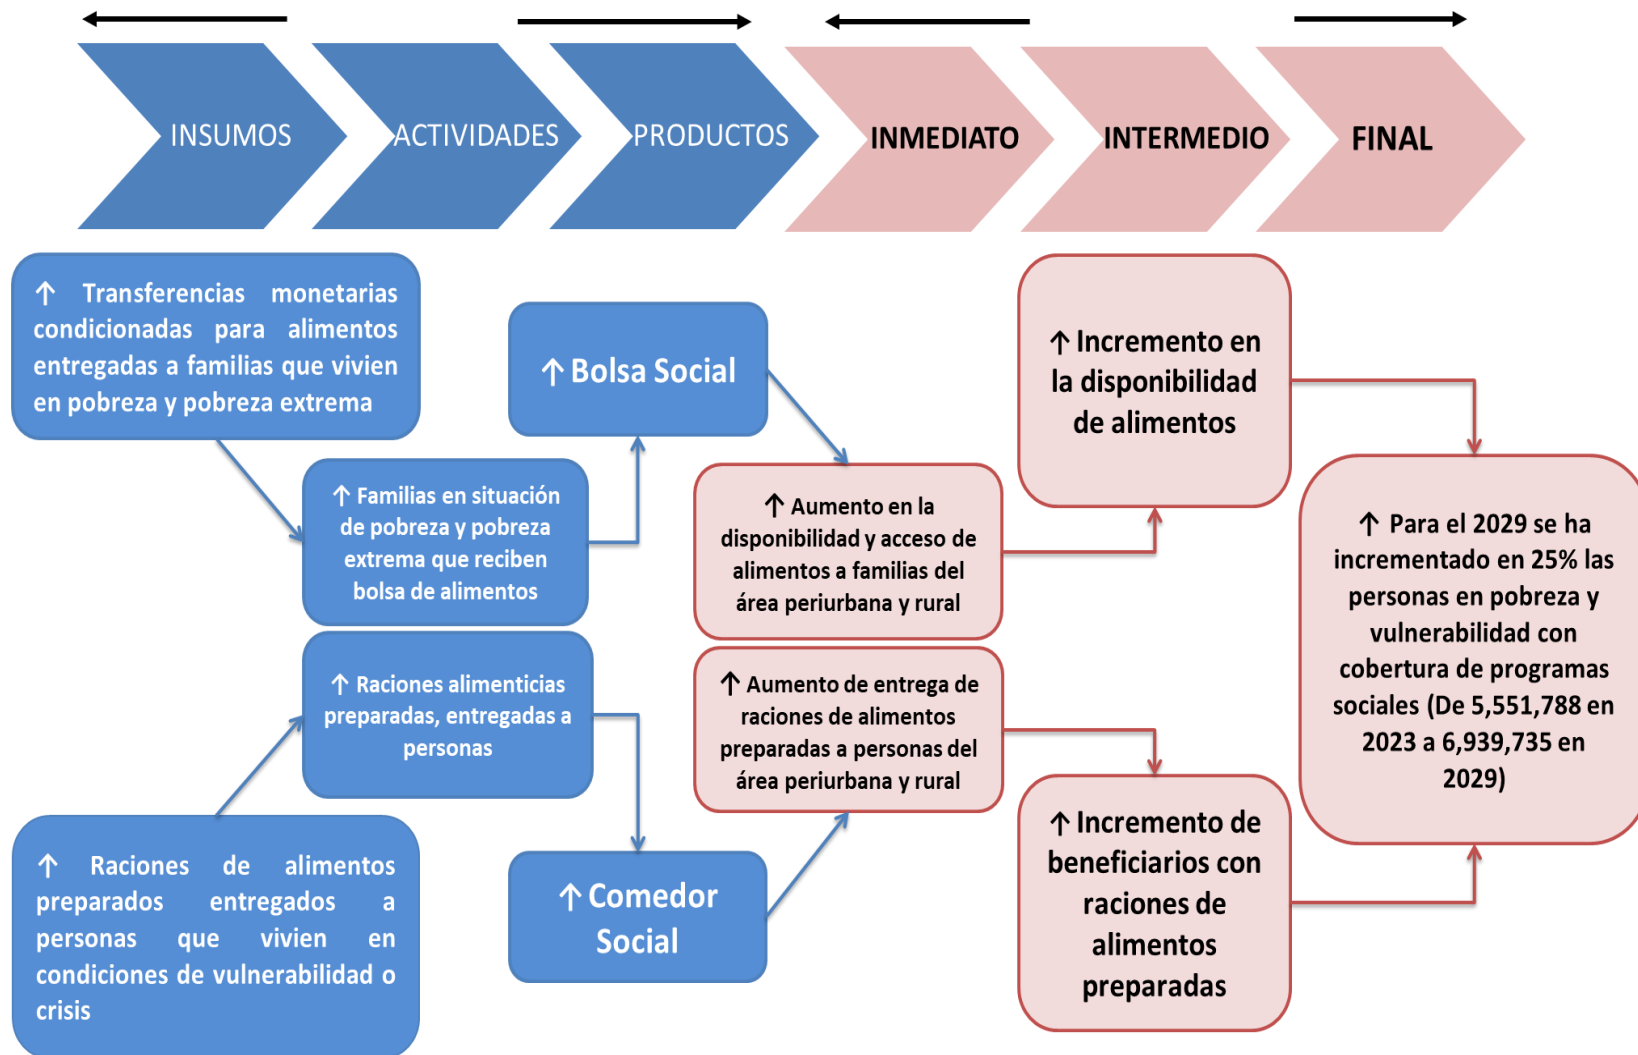 INSUMOS
ACTIVIDADES
PRODUCTOS
INMEDIATO
INTERMEDIO
FINAL
↑ Transferencias monetarias
condicionadas para alimentos
entregadas a familias que vivien
en pobreza y pobreza extrema
↑ Familias en situación
de pobreza y pobreza
extrema que reciben
bolsa de alimentos
↑ Bolsa Social
↑ Aumento en la
disponibilidad y acceso de
alimentos a familias del
área periurbana y rural
↑ Incremento en
la disponibilidad
de alimentos
↑ Para el 2029 se ha
incrementado en 25% las
personas en pobreza y
vulnerabilidad con
cobertura de programas
sociales (De 5,551,788 en
2023 a 6,939,735 en
2029)
↑ Raciones de alimentos
preparados entregados a
personas que vivien en
condiciones de vulnerabilidad o
crisis
↑ Raciones alimenticias
preparadas, entregadas a
personas
↑ Comedor
Social
↑ Aumento de entrega de
raciones de alimentos
preparadas a personas del
área periurbana y rural
↑ Incremento de
beneficiarios con
raciones de
alimentos
preparadas